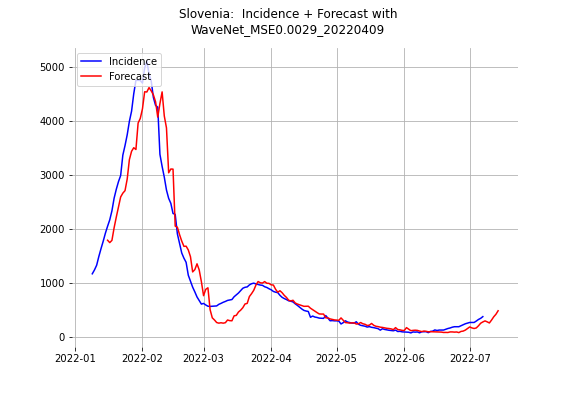 Slovenia:  Incidence + Forecast with
WaveNet_MSE0.0029_20220409
Incidence
Forecast
5000
4000
3000
2000
1000
0
2022-01 2022-02 2022-03 2022-04 2022-05 2022-06 2022-07